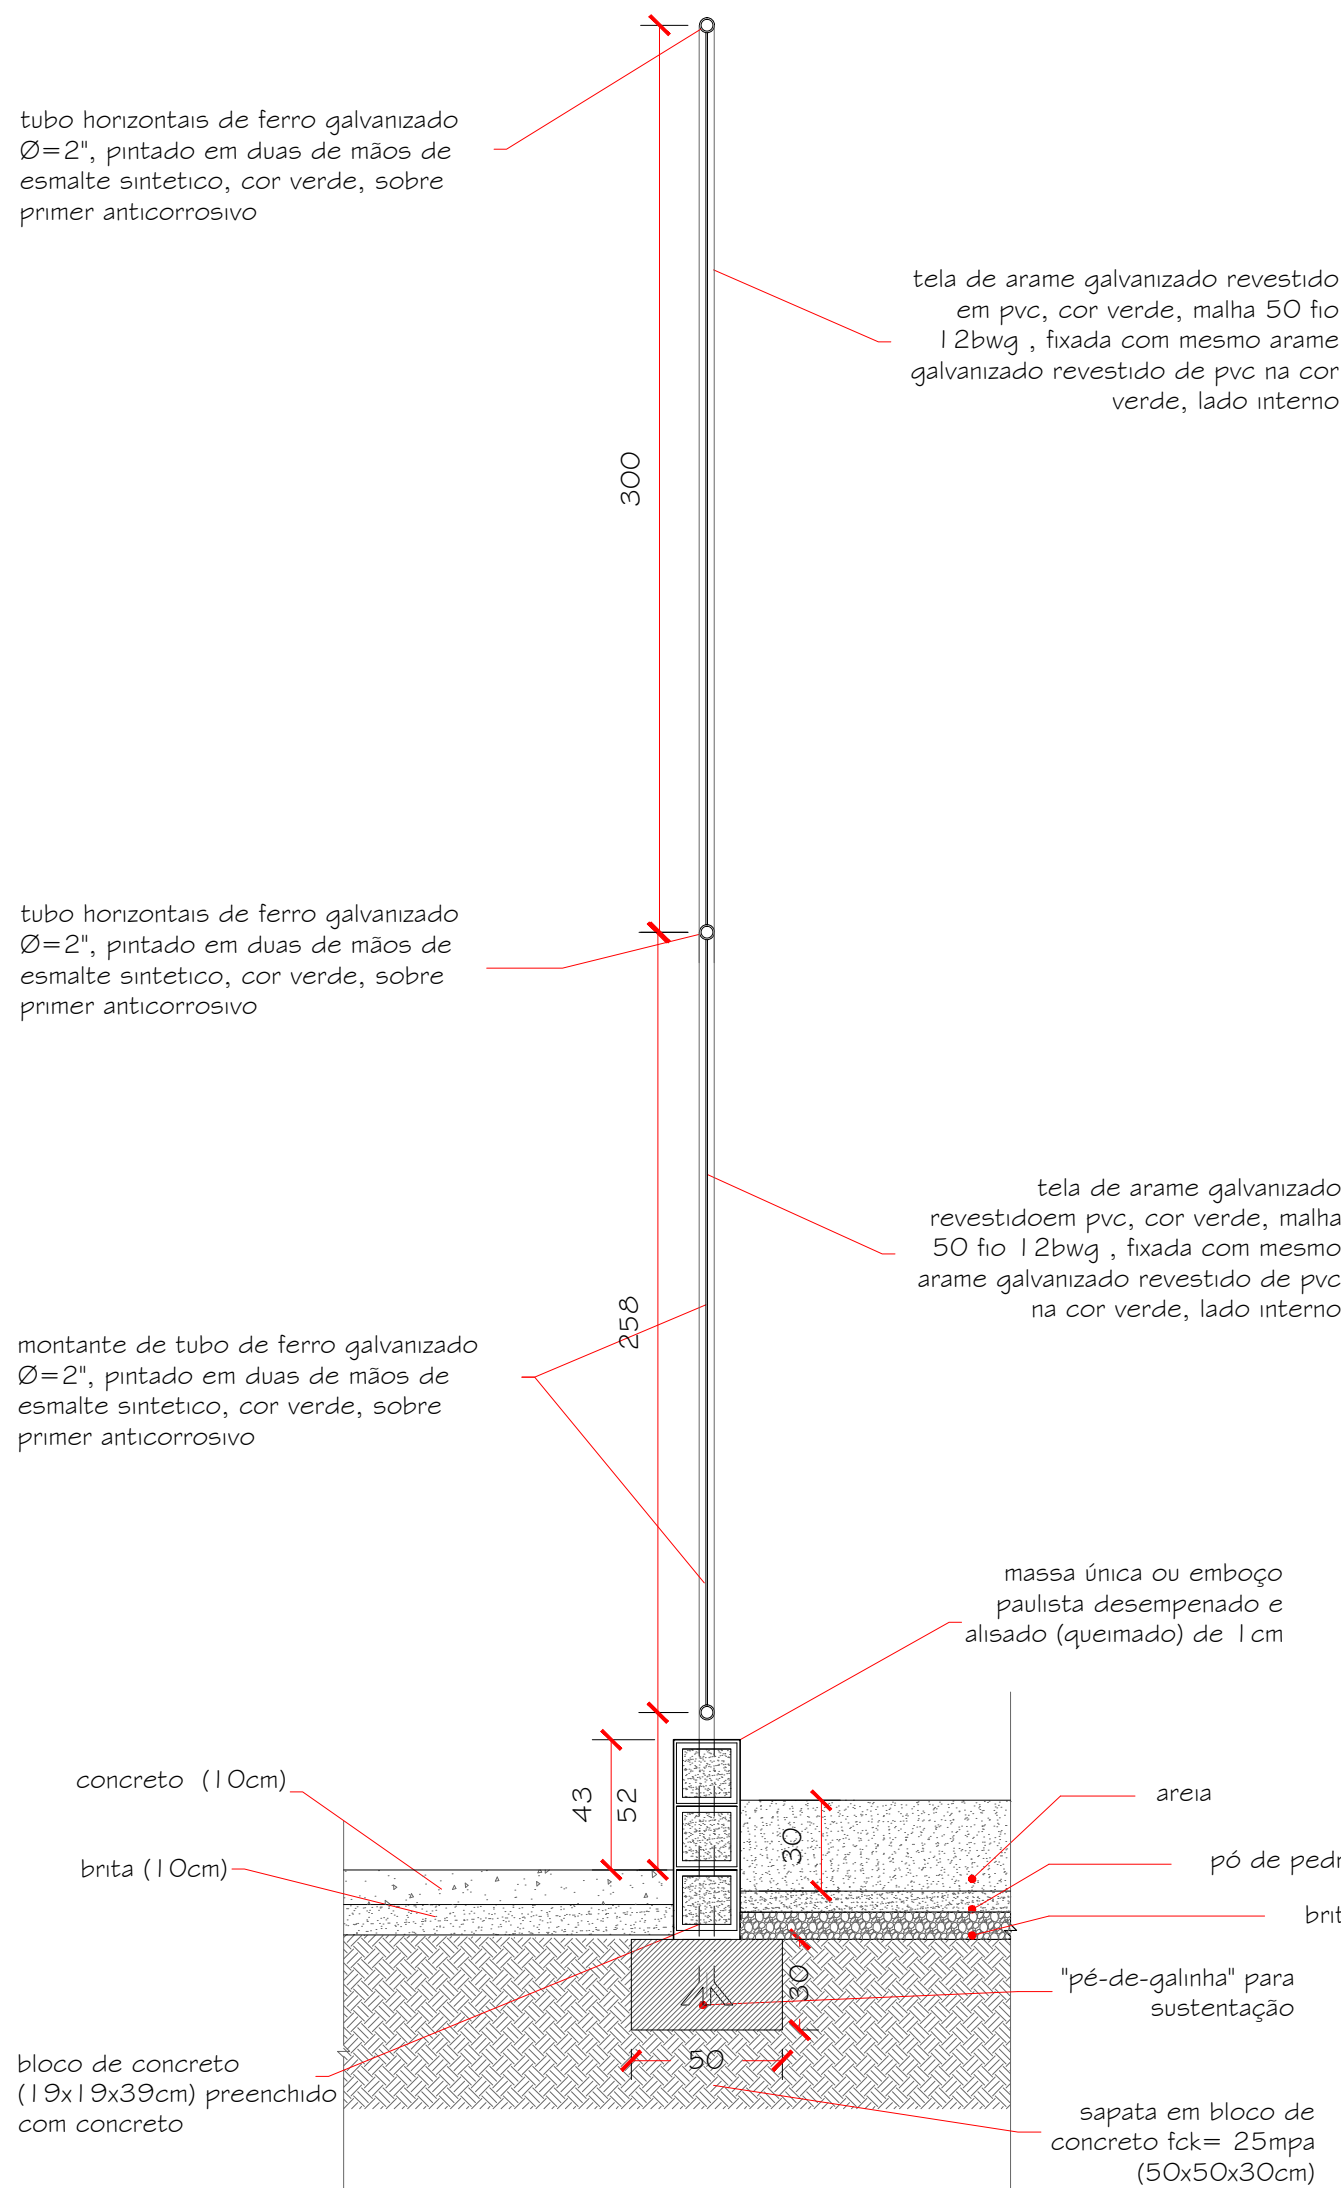 tubo horizontais de ferro galvanizado
Ø=2", pintado em duas de mãos de
esmalte sintetico, cor verde, sobre
primer anticorrosivo
tela de arame galvanizado revestido
em pvc, cor verde, malha 50 fio
12bwg , fixada com mesmo arame
galvanizado revestido de pvc na cor
verde, lado interno
300
tubo horizontais de ferro galvanizado
Ø=2", pintado em duas de mãos de
esmalte sintetico, cor verde, sobre
primer anticorrosivo
tela de arame galvanizado
revestidoem pvc, cor verde, malha
50 fio 12bwg , fixada com mesmo
arame galvanizado revestido de pvc
na cor verde, lado interno
258
montante de tubo de ferro galvanizado
Ø=2", pintado em duas de mãos de
esmalte sintetico, cor verde, sobre
primer anticorrosivo
massa única ou emboço
paulista desempenado e
alisado (queimado) de 1cm
concreto (10cm)
43
52
30
areia
brita (10cm)
pó de pedr
brit
30
"pé-de-galinha" para
sustentação
50
bloco de concreto
(19x19x39cm) preenchido
com concreto
sapata em bloco de
concreto fck= 25mpa
(50x50x30cm)